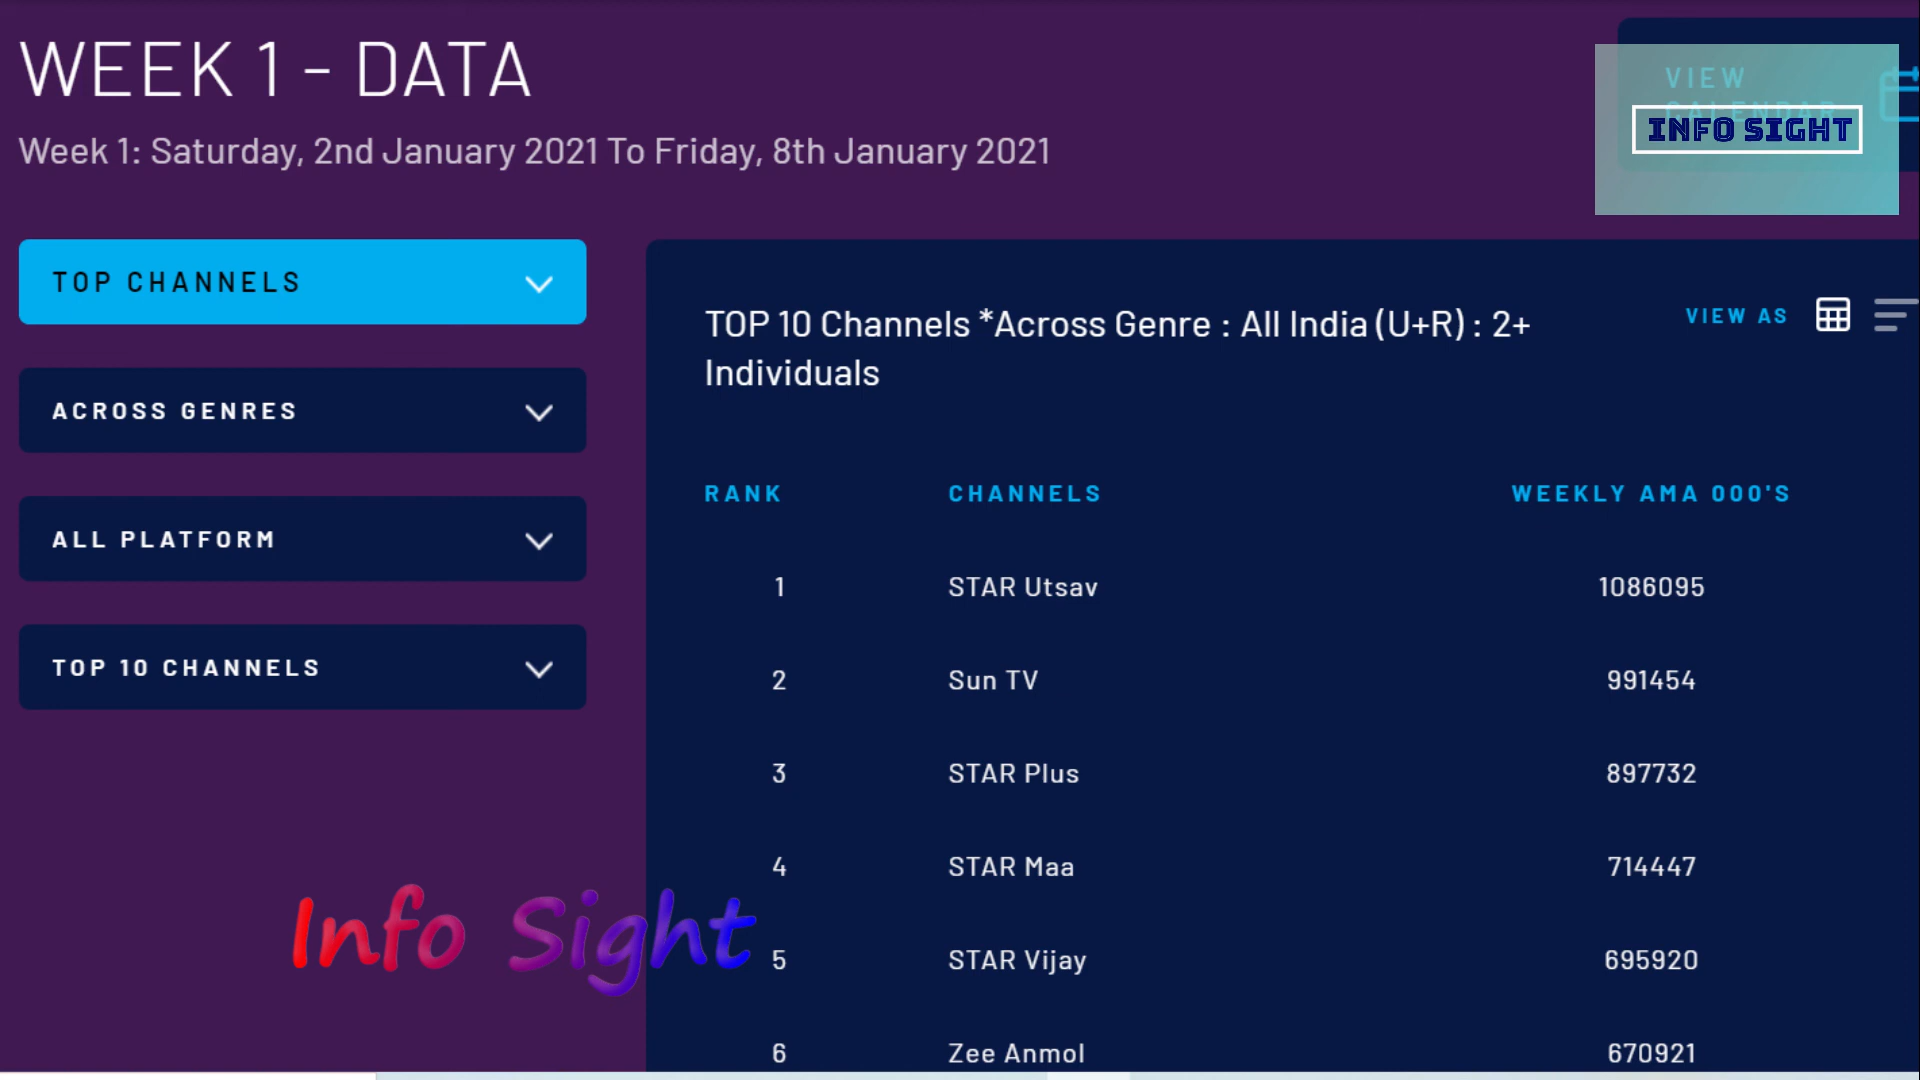 WEEK 1 - DATA
Week 1: Saturday, 2nd January 2021 To Friday, 8th January 2021
VIEW
CALENDAR
INFO SIGHT
TOP CHANNELS
ACROSS GENRES
ALL PLATFORM
TOP 10 CHANNELS
TOP 10 Channels *Across Genre : All India (U+R) : 2+
Individuals
VIEW AS
RANK CHANNELS WEEKLY AMA 000'S
1 STAR Utsav 1086095
2 Sun TV 991454
3 STAR Plus 897732
4 STAR Maa 714447
5 STAR Vijay 695920
6 Zee Anmol 670921
Info Sight